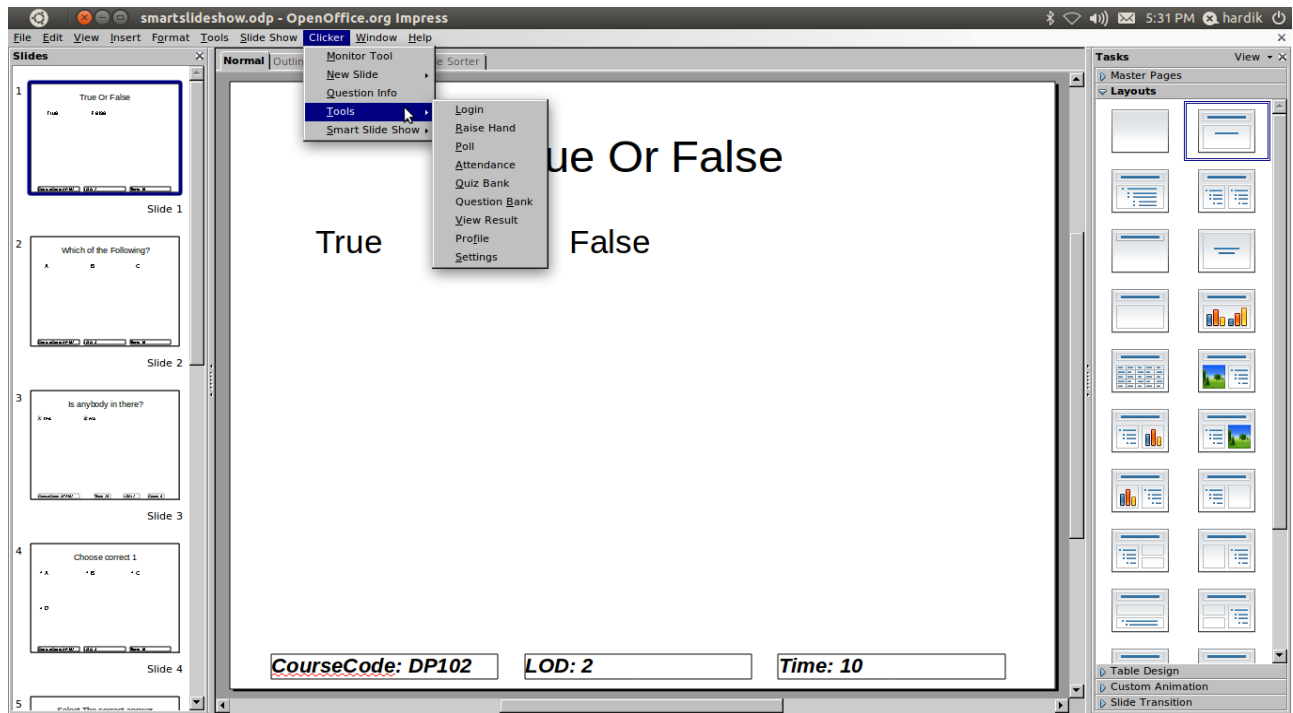 smartslideshow.odp - OpenOffice.org Impress
5:31 PM hardik
File Edit View Insert Format Tools Slide Show Clicker Window Help
Slides
1
True Or False
True False
Slide 1
2
Which of the Following?
A B C
Slide 2
3
Is anybody in there?
Slide 3
4
Choose correct 1
A B C
D
Slide 4
5
Normal
Monitor Tool
New Slide
Question Info
Tools
Smart Slide Show
Login
Raise Hand
Poll
Attendance
Quiz Bank
Question Bank
View Result
Profile
Settings
Or False
True False
CourseCode: DP102 LOD: 2 Time: 10
Tasks View
Master Pages
Layouts
Table Design
Custom Animation
Slide Transition